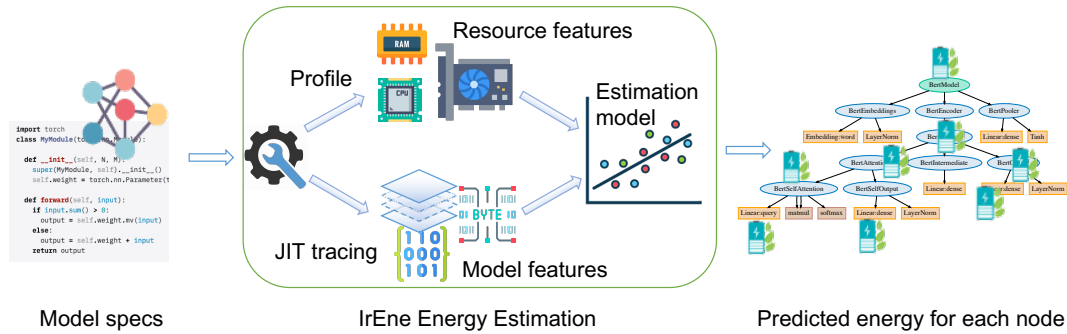 import torch
class MyModule(torch.nn.Module):
def __init__(self, N, M):
super(MyModule, self).__init__()
self.weight = torch.nn.Parameter(t
def forward(self, input):
if input.sum() > 0:
output = self.weight.mv(input)
else:
output = self.weight + input
return output
Model specs
Profile
RAM
CPU
Resource features
JIT tracing
BYTE
110
000
101
Model features
Estimation
model
IrEne Energy Estimation
BertModel
BertEmbeddings
BertEncoder
BertPooler
Embedding:word
LayerNorm
Linear:dense
Tanh
BertSelfAttention
BertSelfOutput
BertIntermediate
Linear:dense
LayerNorm
Linear:query
matmul
softmax
Linear:dense
LayerNorm
Predicted energy for each node